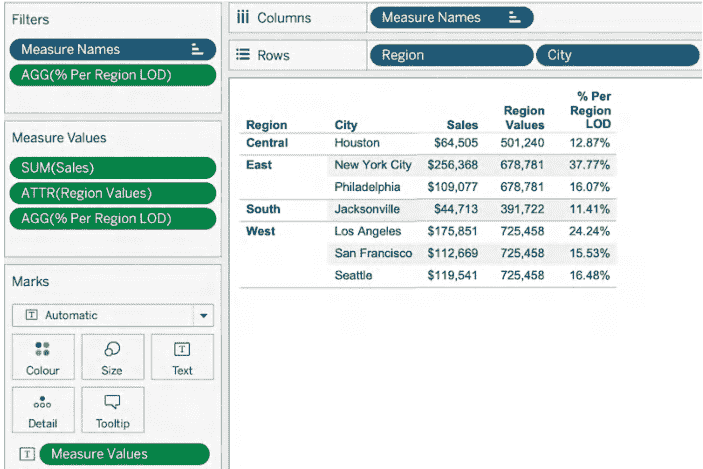 Filters
Measure Names
AGG(% Per Region LOD)
Measure Values
SUM(Sales)
ATTR(Region Values)
AGG(% Per Region LOD)
Marks
T Automatic
Colour Size T Text
Detail Tooltip
T Measure Values
Columns Measure Names
Rows Region City
Region City Sales Region Values % Per Region LOD
Central Houston $64,505 501,240 12.87%
East New York City $256,368 678,781 37.77%
Philadelphia $109,077 678,781 16.07%
South Jacksonville $44,713 391,722 11.41%
West Los Angeles $175,851 725,458 24.24%
San Francisco $112,669 725,458 15.53%
Seattle $119,541 725,458 16.48%